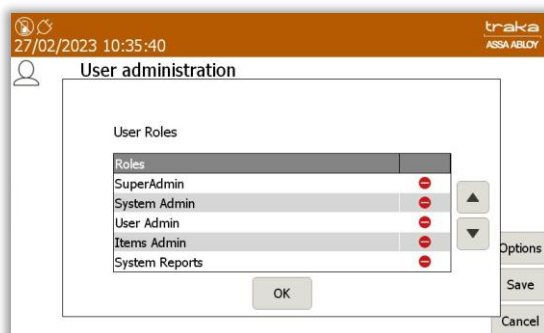 traka
27/02/2023 10:35:40
ASSA ABLOY
User administration
User Roles
Roles
SuperAdmin
System Admin
User Admin
Items Admin
System Reports
Options
OK
Save
Cancel